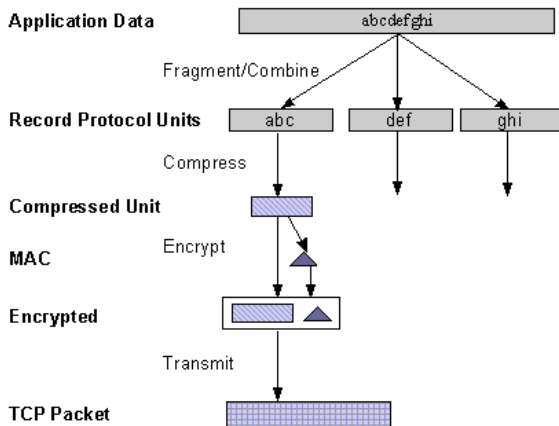 Application Data
abcdefghi
Fragment/Combine
Record Protocol Units
abc
def
ghi
Compress
Compressed Unit
Encrypt
MAC
Encrypted
Transmit
TCP Packet